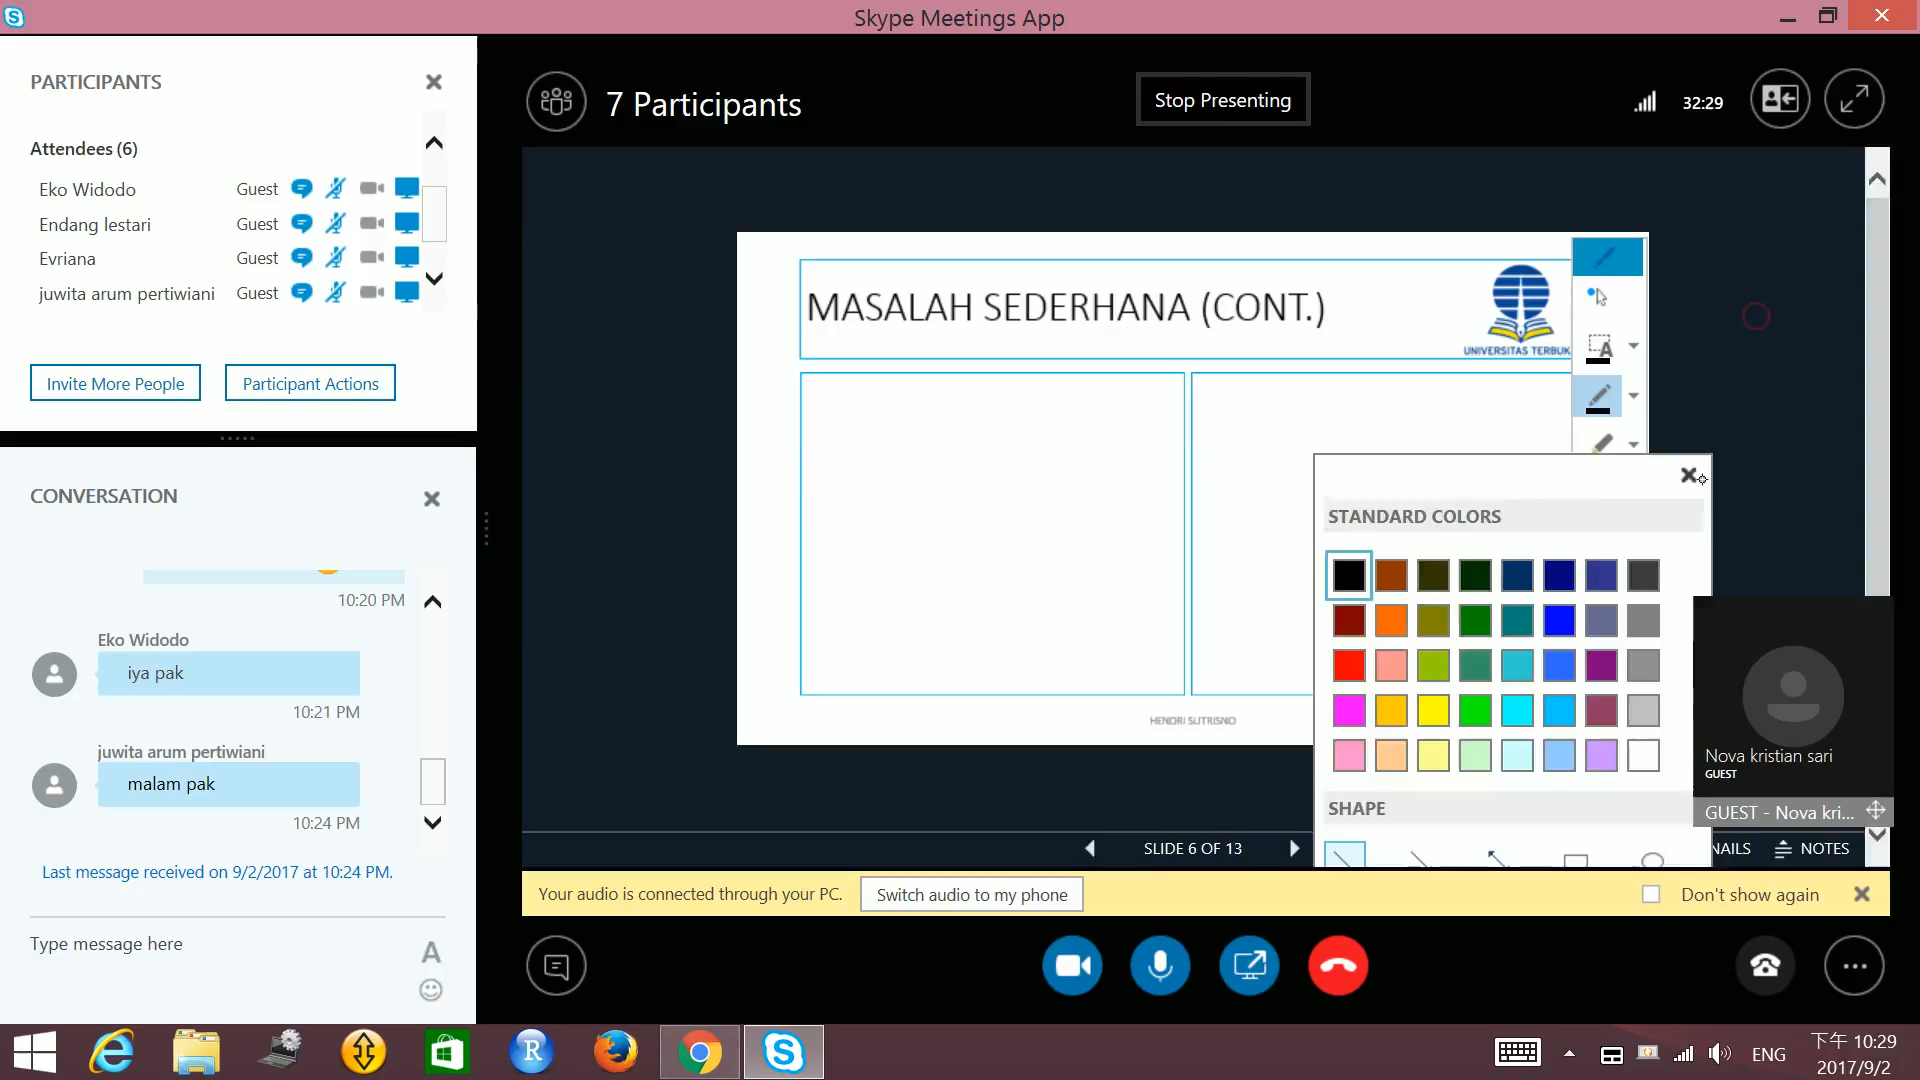 Skype Meetings App
PARTICIPANTS
Attendees (6)
Eko Widodo Guest
Endang lestari Guest
Evriana Guest
juwita arum pertiwiani Guest
Invite More People
Participant Actions
CONVERSATION
10:20 PM
Eko Widodo
iya pak
10:21 PM
juwita arum pertiwiani
malam pak
10:24 PM
Last message received on 9/2/2017 at 10:24 PM.
Type message here
A
7 Participants
Stop Presenting
32:29
MASALAH SEDERHANA (CONT.)
UNIVERSITAS TERBUK
A
HENDRI SUTRISNO
STANDARD COLORS
SHAPE
Nova kristian sari
GUEST
GUEST - Nova kri...
SLIDE 6 OF 13
NAILS
NOTES
Your audio is connected through your PC.
Switch audio to my phone
Don't show again
R
ENG
下午 10:29
2017/9/2